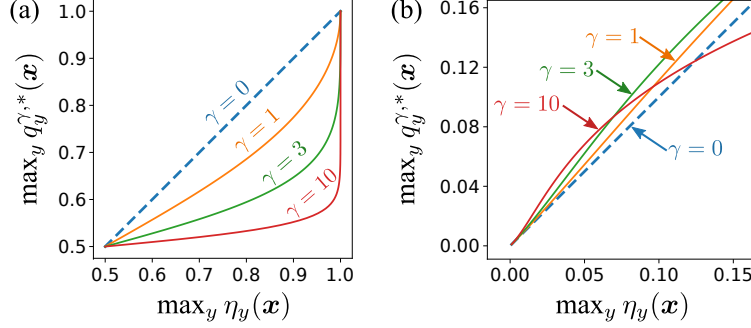 (a)
1.0
0.9
0.8
0.7
0.6
0.5
max_y q_y^{γ,*}(x)
γ = 0
γ = 1
γ = 3
γ = 10
0.5 0.6 0.7 0.8 0.9 1.0
max_y η_y(x)
(b)
0.16
0.12
0.08
0.04
0.00
max_y q_y^{γ,*}(x)
γ = 1
γ = 3
γ = 10
γ = 0
0.00 0.05 0.10 0.15
max_y η_y(x)